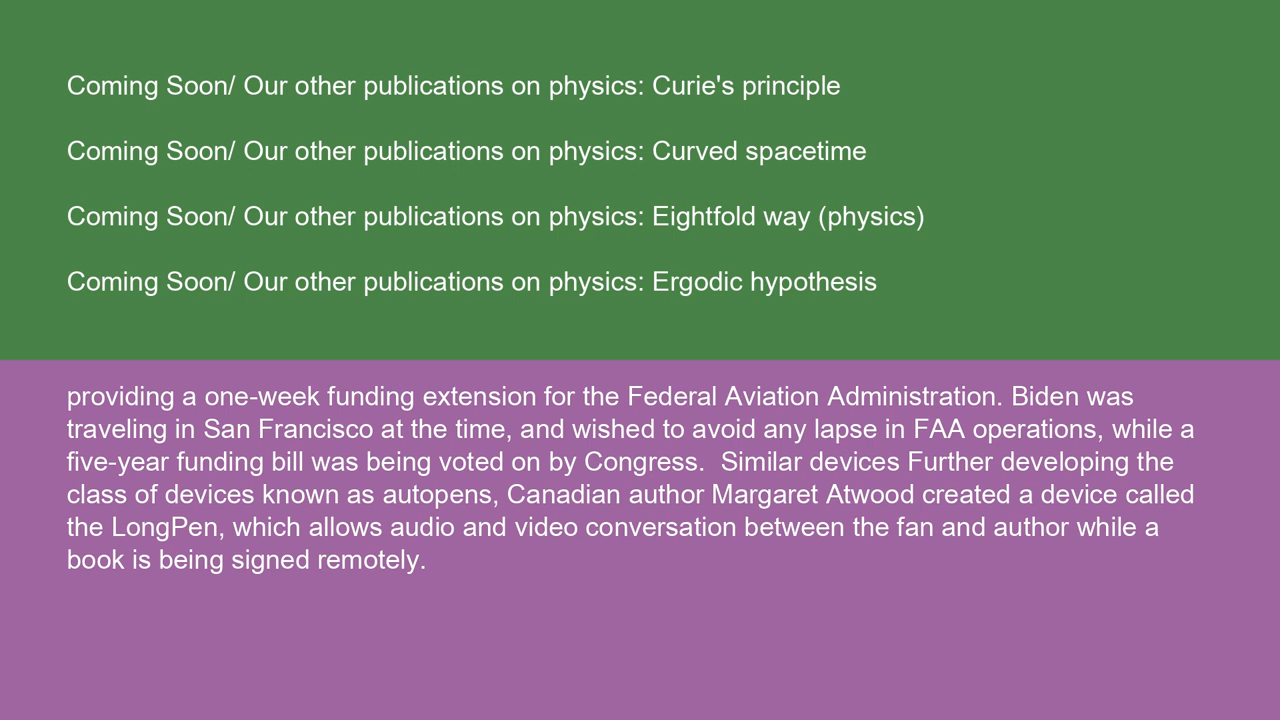 Coming Soon/ Our other publications on physics: Curie's principle
Coming Soon/ Our other publications on physics: Curved spacetime
Coming Soon/ Our other publications on physics: Eightfold way (physics)
Coming Soon/ Our other publications on physics: Ergodic hypothesis
providing a one-week funding extension for the Federal Aviation Administration. Biden was
traveling in San Francisco at the time, and wished to avoid any lapse in FAA operations, while a
five-year funding bill was being voted on by Congress.  Similar devices Further developing the
class of devices known as autopens, Canadian author Margaret Atwood created a device called
the LongPen, which allows audio and video conversation between the fan and author while a
book is being signed remotely.